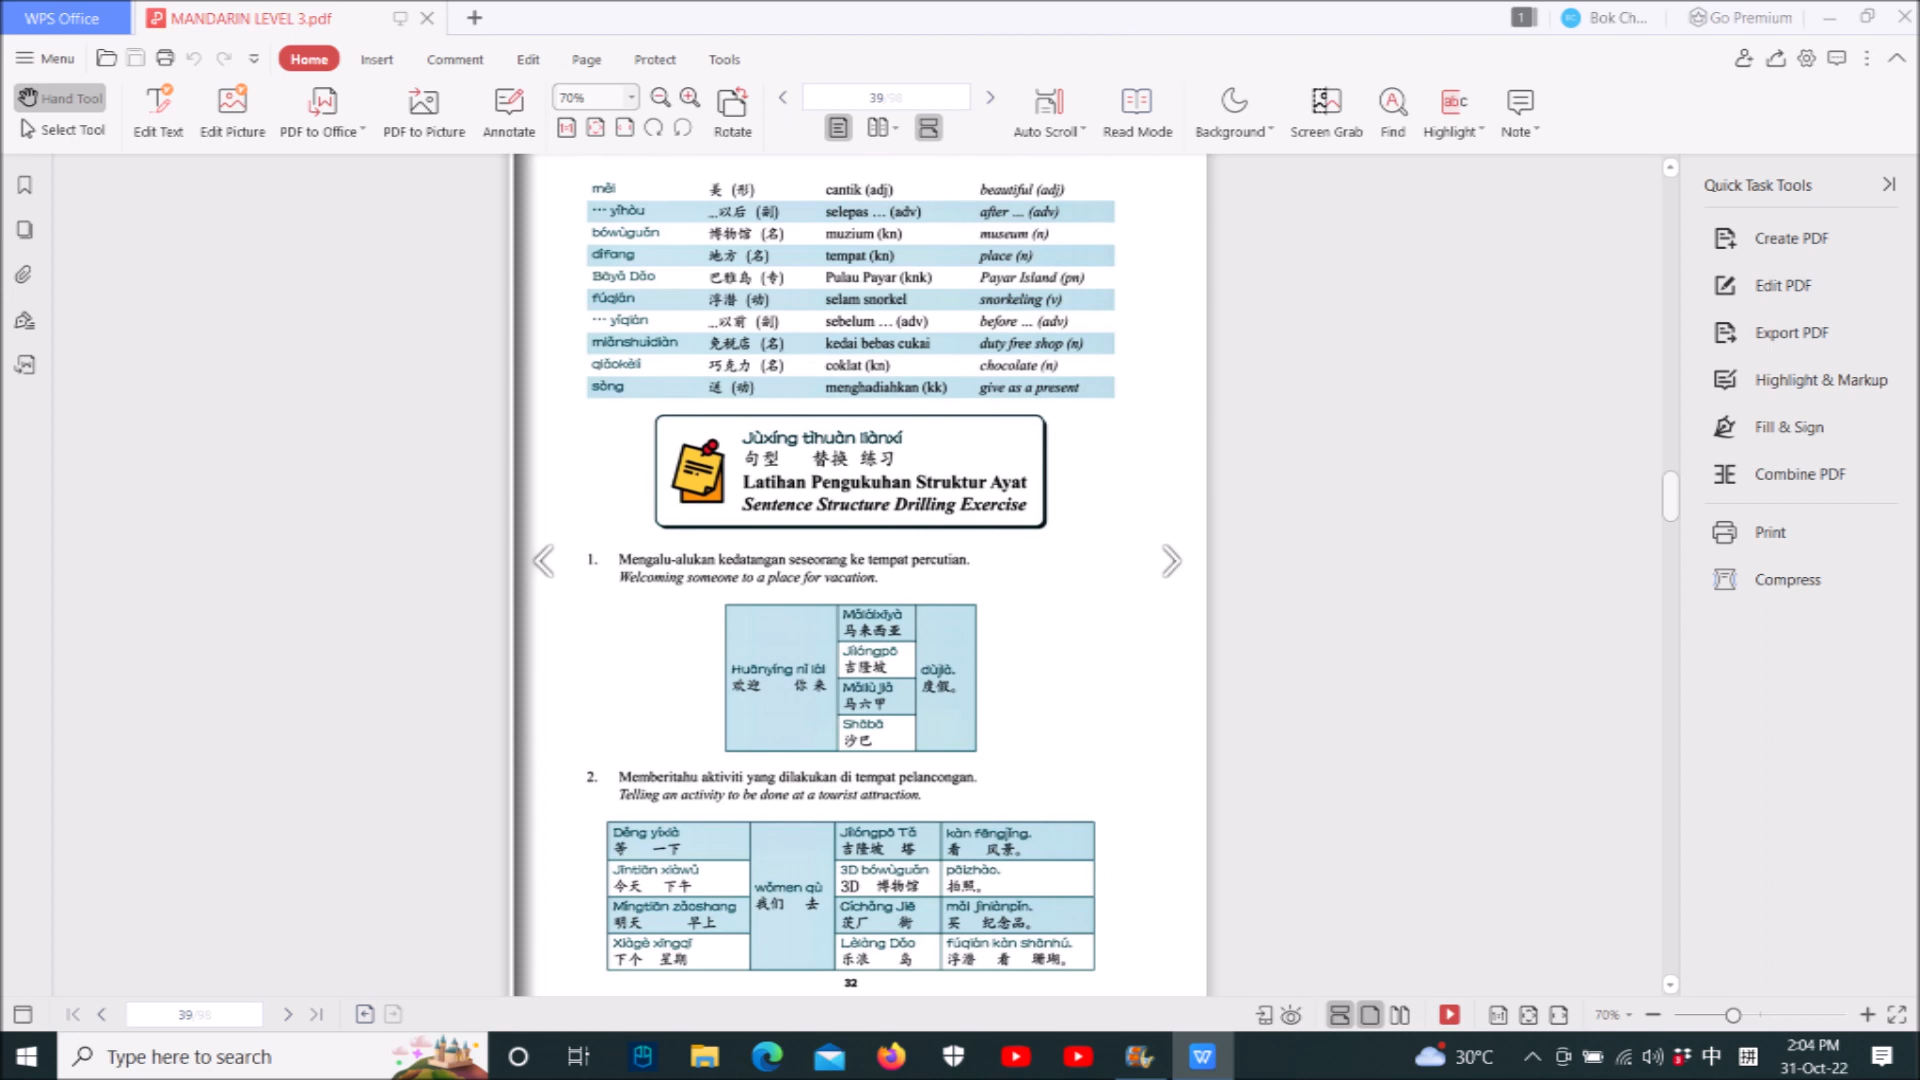 WPS Office
MANDARIN LEVEL 3.pdf
1
Bok Ch...
Go Premium
Menu
Home
Insert
Comment
Edit
Page
Protect
Tools
Hand Tool
Select Tool
Edit Text
Edit Picture
PDF to Office
PDF to Picture
Annotate
70%
Rotate
39/98
Auto Scroll
Read Mode
Background
Screen Grab
Find
Highlight
Note
měi 美 (形) cantik (adj) beautiful (adj)
… yǐhòu ...以后 (副) selepas ... (adv) after ... (adv)
bówùguǎn 博物馆 (名) muzium (kn) museum (n)
dìfang 地方 (名) tempat (kn) place (n)
Bāyǎ Dǎo 巴雅岛 (专) Pulau Payar (knk) Payar Island (pn)
fúqián 浮潜 (动) selam snorkel snorkeling (v)
… yǐqián ...以前 (副) sebelum ... (adv) before ... (adv)
miǎnshuìdiàn 免税店 (名) kedai bebas cukai duty free shop (n)
qiǎokèlì 巧克力 (名) coklat (kn) chocolate (n)
sòng 送 (动) menghadiahkan (kk) give as a present
Jùxíng tìhuàn liànxí
句型 替换 练习
Latihan Pengukuhan Struktur Ayat
Sentence Structure Drilling Exercise
1. Mengalu-alukan kedatangan seseorang ke tempat percutian.
Welcoming someone to a place for vacation.
Huānyíng nǐ lái
欢迎 你 来
Mǎláixīyà
马来西亚
Jílóngpō
吉隆坡
Mǎliùjiǎ
马六甲
Shābā
沙巴
dùjià.
度假。
2. Memberitahu aktiviti yang dilakukan di tempat pelancongan.
Telling an activity to be done at a tourist attraction.
Děng yíxià
等 一下
Jīntiān xiàwǔ
今天 下午
Míngtiān zǎoshang
明天 早上
Xiàgè xīngqī
下个 星期
wǒmen qù
我们 去
Jílóngpō Tǎ kàn fēngjǐng.
吉隆坡 塔 看 风景。
3D bówùguǎn pāizhào.
3D 博物馆 拍照。
Cíchǎng Jiē mǎi jìniànpǐn.
茨厂 街 买 纪念品。
Lèlàng Dǎo fúqián kàn shānhú.
乐浪 岛 浮潜 看 珊瑚。
32
Quick Task Tools
Create PDF
Edit PDF
Export PDF
Highlight & Markup
Fill & Sign
Combine PDF
Print
Compress
39/98
70%
Type here to search
30°C
中
拼
2:04 PM
31-Oct-22